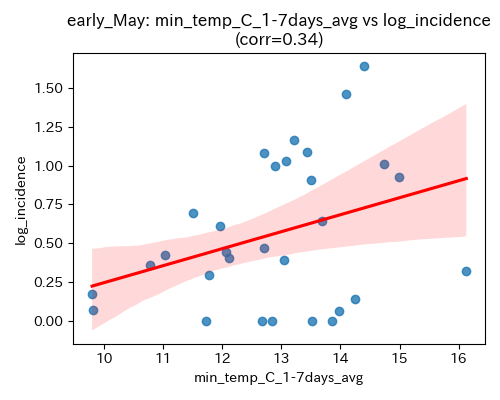 early_May: min_temp_C_1-7days_avg vs log_incidence
(corr=0.34)
log_incidence
1.50
1.25
1.00
0.75
0.50
0.25
0.00
10 11 12 13 14 15 16
min_temp_C_1-7days_avg